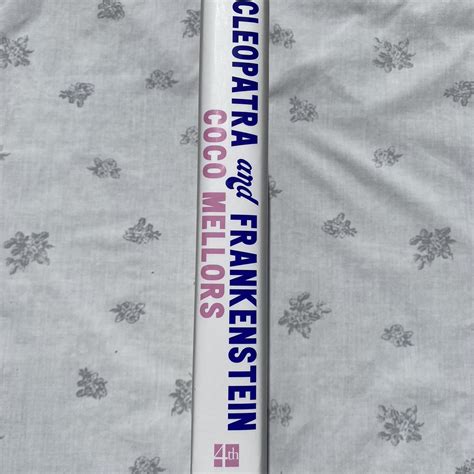 CLEOPATRA and FRANKENSTEIN
COCO MELLORS
4th